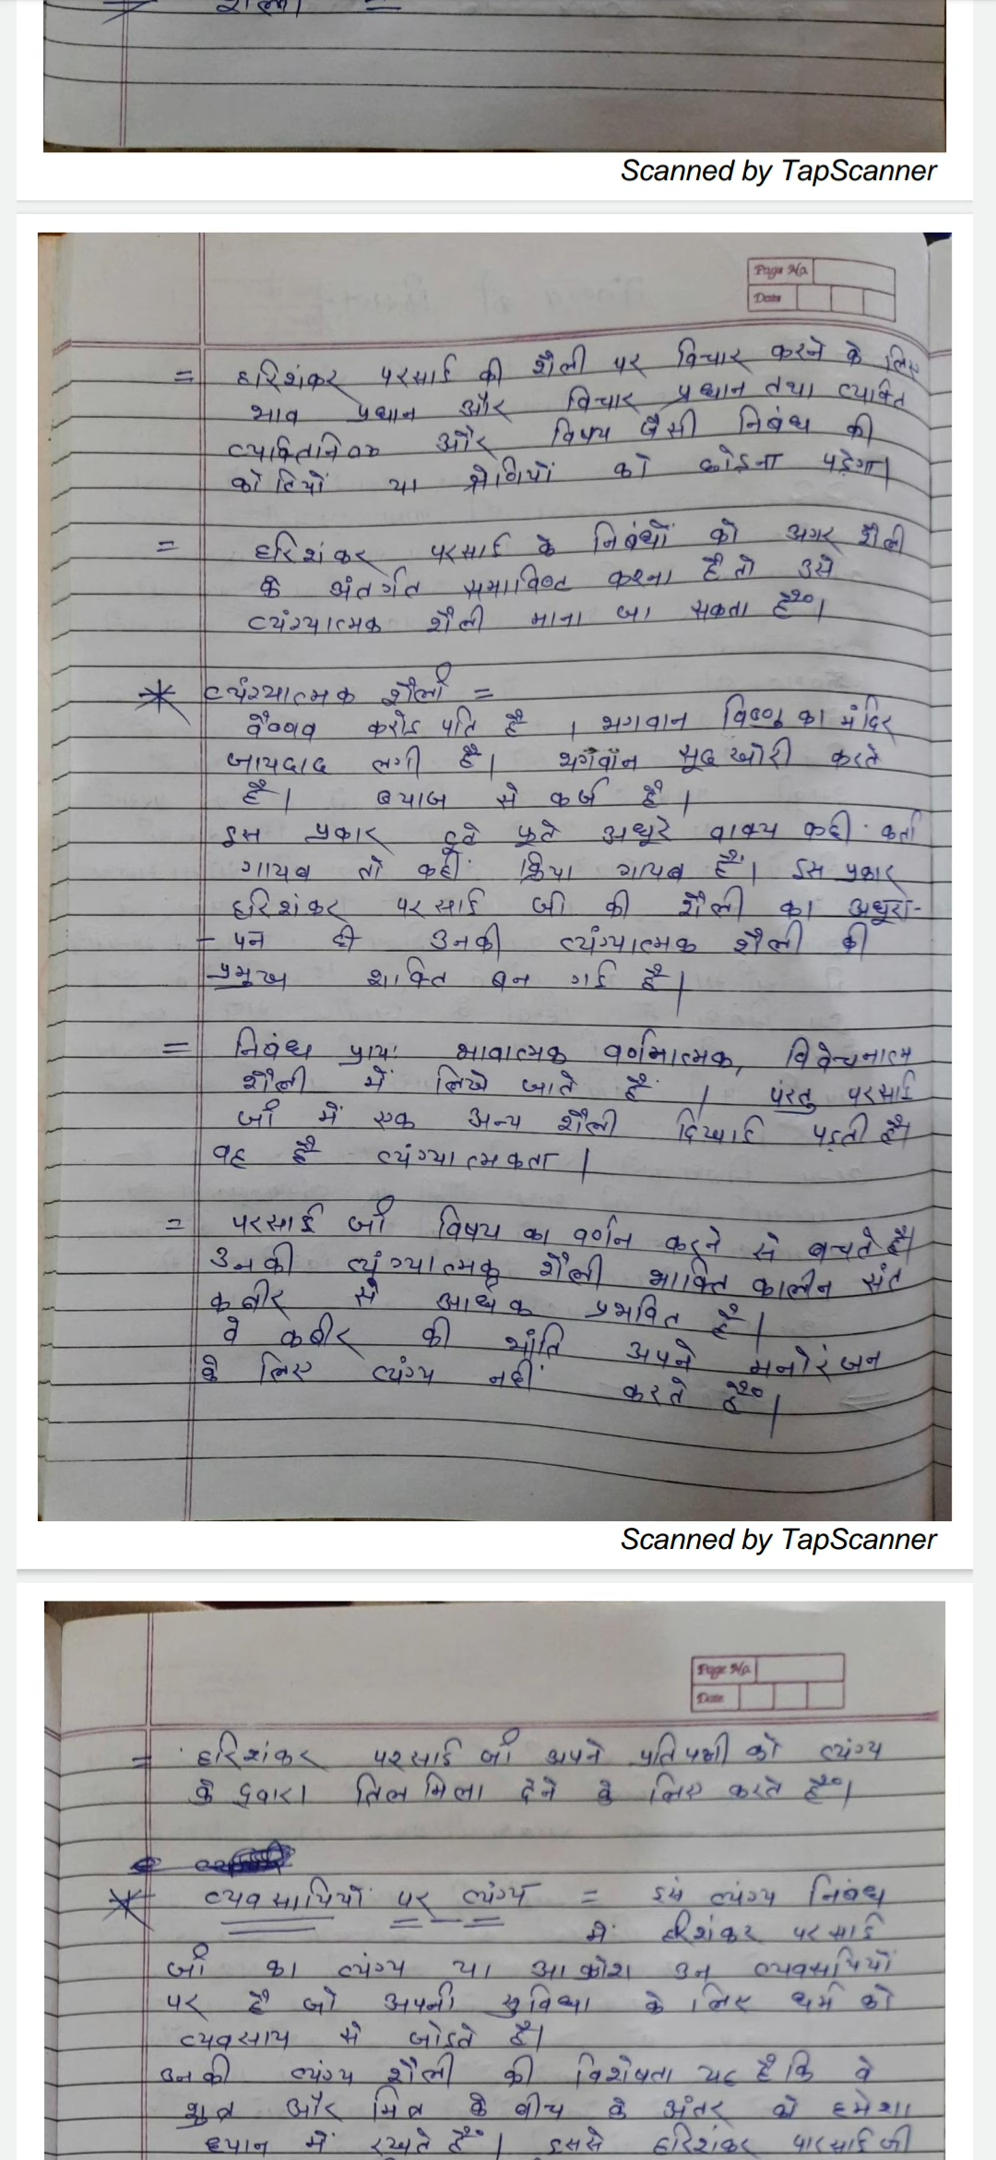 शैली =
Scanned by TapScanner
Page No.
Date
= हरिशंकर परसाई की शैली पर विचार करने के लिए
भाव प्रधान और विचार प्रधान तथा व्यक्ति
व्यक्तिनिष्ठ और विषय जैसी निबंध की
कोटियों या श्रेणियों को छोडना पड़ेगा।
= हरिशंकर परसाई के निबंधों को अगर शैली
के अंतर्गत समाविष्ट करना है तो उसे
व्यंग्यात्मक शैली माना जा सकता है।
* व्यंग्यात्मक शैली =
वैष्णव करोड पति है । भगवान विष्णु का मंदिर
जायदाद लगी है। भगवान सूद खोरी करते
है। ब्याज से कर्ज है।
इस प्रकार टूटे फूटे अधूरे वाक्य कही कर्ता
गायब तो कहीं क्रिया गायब है। इस प्रकार
हरिशंकर परसाई जी की शैली का अधूरा-
- पन ही उनकी व्यंग्यात्मक शैली की
प्रमुख शक्ति बन गई है।
= निबंध प्रायः भावात्मक वर्णनात्मक, विवेचनात्म
शैली में लिखे जाते है । परंतु परसाई
जी में एक अन्य शैली दिखाई पड़ती है।
वह है व्यंग्यात्मकता |
= परसाई जी विषय का वर्णन करने से बचते है।
उनकी व्यंग्यात्मक शैली भक्ति कालीन संत
कबीर से आधिक प्रभवित है |
वे कबीर की भांति अपने मनोरंजन
के लिए व्यंग्य नहीं करते है।
Scanned by TapScanner
Page No.
Date
= हरिशंकर परसाई जी अपने प्रतिपक्षी को व्यंग्य
के द्वारा तिल मिला देने के लिए करते है।
* व्यवसायियों पर व्यंग्य = इस व्यंग्य निबंध
में हरिशंकर परसाई
जी का व्यंग्य या आक्रोश उन व्यवसायियों
पर है जो अपनी सुविधा के लिए धर्म को
व्यवसाय से जोडते है।
उनकी व्यंग्य शैली की विशेषता यह है कि वे
शत्रु और मित्र के बीच के अंतर को हमेशा
ध्यान में रखते है। इससे हरिशंकर पारसाई जी